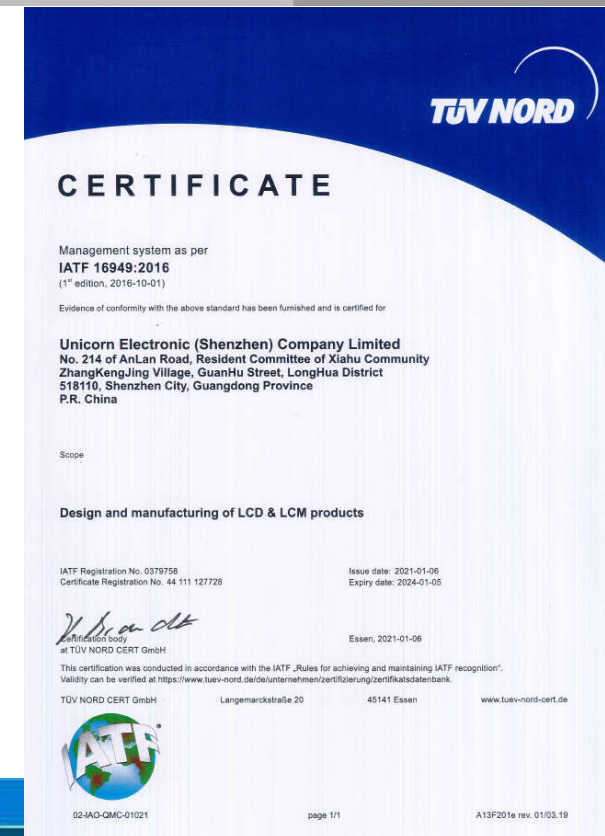 TÜV NORD
CERTIFICATE
Management system as per
IATF 16949:2016
(1st edition, 2016-10-01)
Evidence of conformity with the above standard has been furnished and is certified for
Unicorn Electronic (Shenzhen) Company Limited
No. 214 of AnLan Road, Resident Committee of Xiahu Community
ZhangKengJing Village, GuanHu Street, LongHua District
518110, Shenzhen City, Guangdong Province
P.R. China
Scope
Design and manufacturing of LCD & LCM products
IATF Registration No. 0379758
Certificate Registration No. 44 111 127728
Issue date: 2021-01-06
Expiry date: 2024-01-05
Certification body
at TÜV NORD CERT GmbH
Essen, 2021-01-06
This certification was conducted in accordance with the IATF „Rules for achieving and maintaining IATF recognition".
Validity can be verified at https://www.tuev-nord.de/de/unternehmen/zertifizierung/zertifikatsdatenbank.
TÜV NORD CERT GmbH Langemarckstraße 20 45141 Essen www.tuev-nord-cert.de
IATF®
02-IAO-QMC-01021 page 1/1 A13F201e rev. 01/03.19